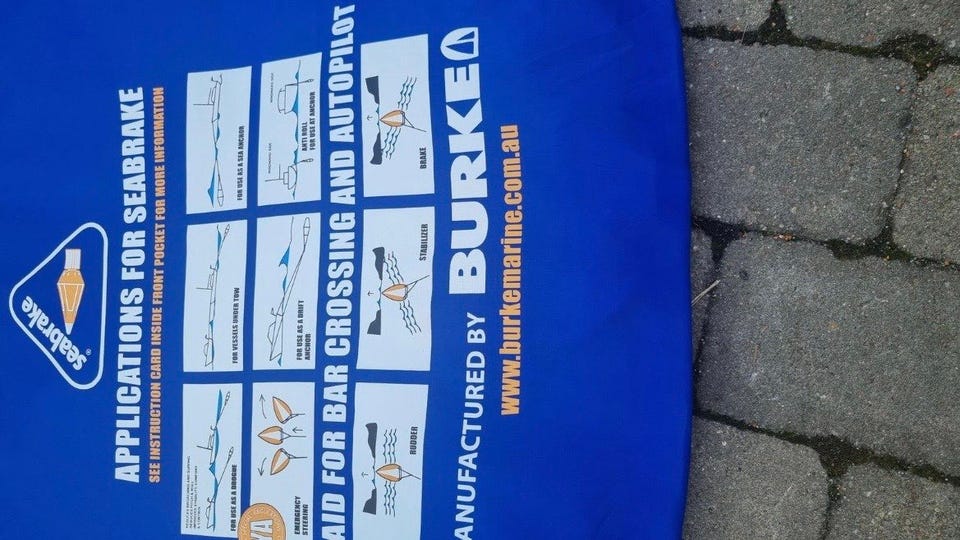 seabrake®
APPLICATIONS FOR SEABRAKE
SEE INSTRUCTION CARD INSIDE FRONT POCKET FOR MORE INFORMATION
FOR USE AS A DROGUE
FOR VESSELS UNDER TOW
FOR USE AS A SEA ANCHOR
EMERGENCY
STEERING
FOR USE AS A DRIFT
ANCHOR
ANTI ROLL
FOR USE AT ANCHOR
YA
AID FOR BAR CROSSING AND AUTOPILOT
RUDDER
STABILIZER
BRAKE
ANUFACTURED BY BURKE
www.burkemarine.com.au